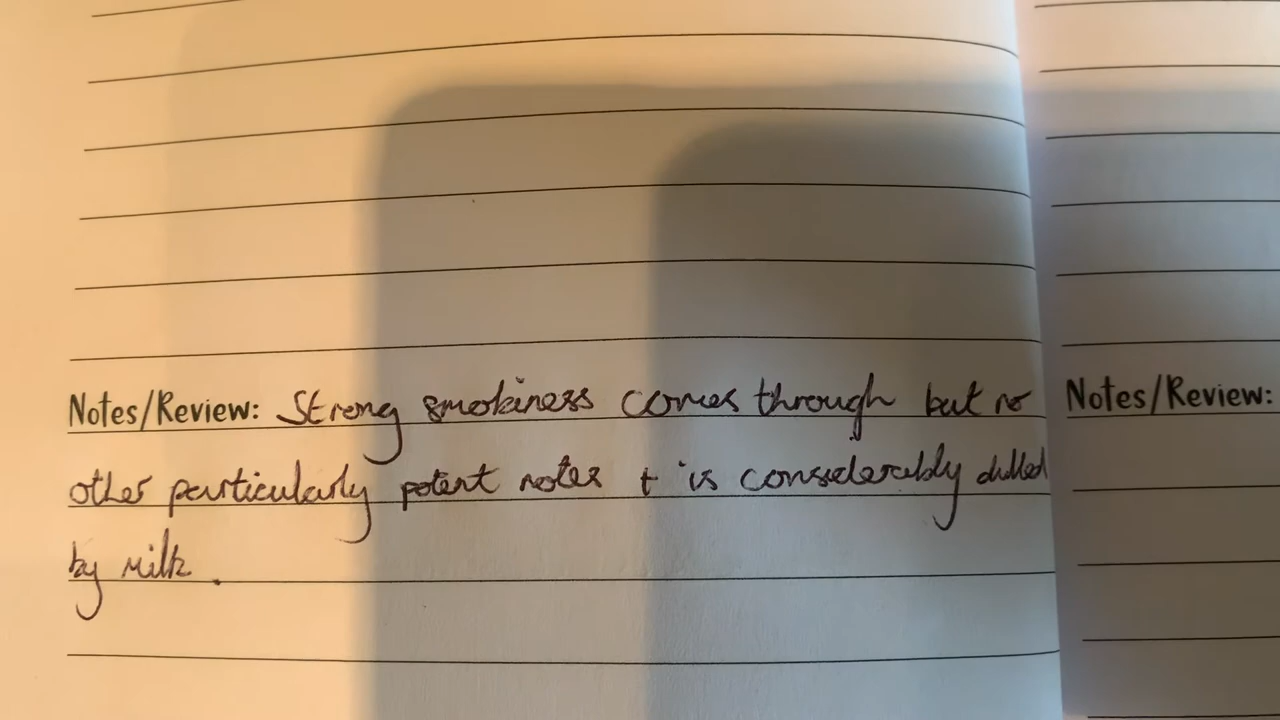 Notes/Review: Strong smokiness comes through but no
other particularly potent notes + is considerably dulled
by milk.
Notes/Review: